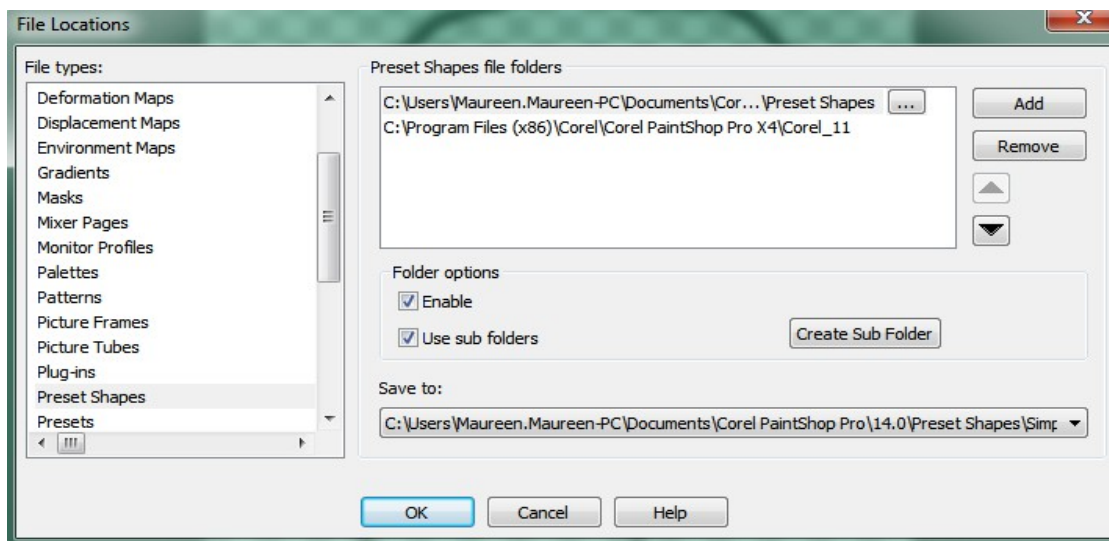 File Locations
File types:
Deformation Maps
Displacement Maps
Environment Maps
Gradients
Masks
Mixer Pages
Monitor Profiles
Palettes
Patterns
Picture Frames
Picture Tubes
Plug-ins
Preset Shapes
Presets
Preset Shapes file folders
C:\Users\Maureen.Maureen-PC\Documents\Cor...\Preset Shapes ...
C:\Program Files (x86)\Corel\Corel PaintShop Pro X4\Corel_11
Add
Remove
Folder options
Enable
Use sub folders
Create Sub Folder
Save to:
C:\Users\Maureen.Maureen-PC\Documents\Corel PaintShop Pro\14.0\Preset Shapes\Simp
OK Cancel Help